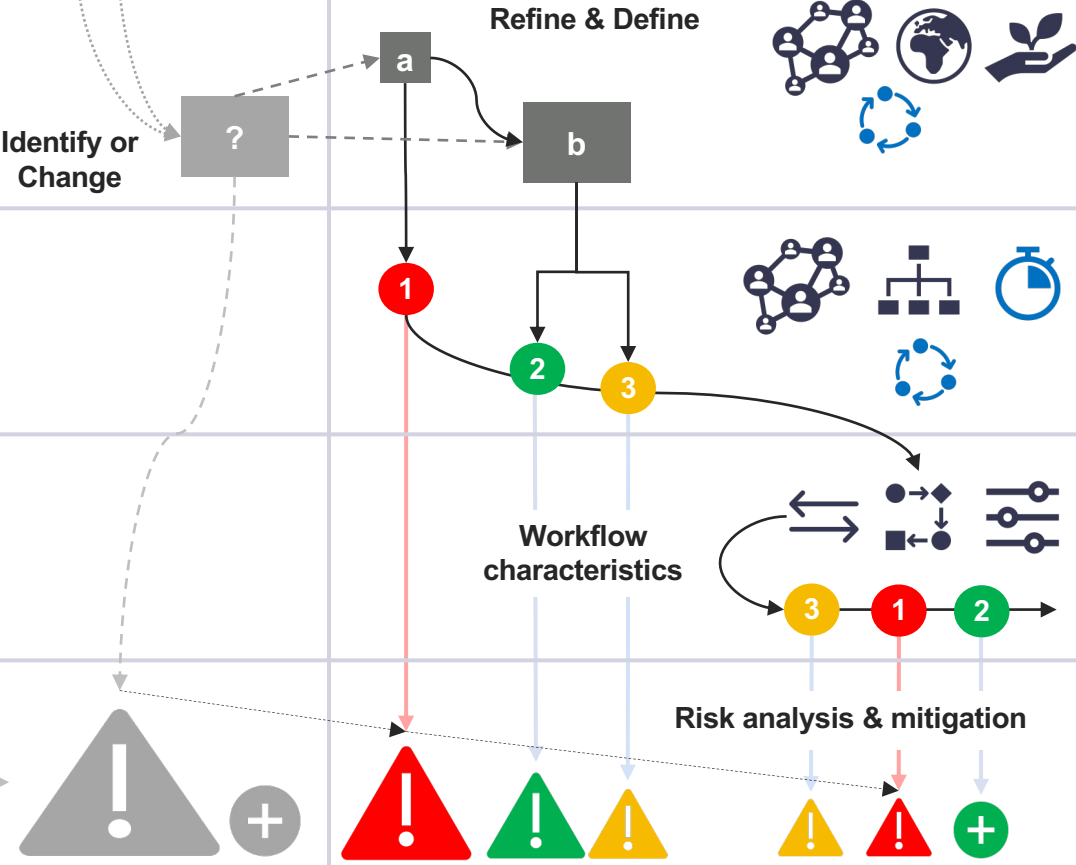 Refine & Define
a
?
b
Identify or
Change
1
2
3
Workflow
characteristics
3
1
2
Risk analysis & mitigation
!
+
!
!
!
!
!
+